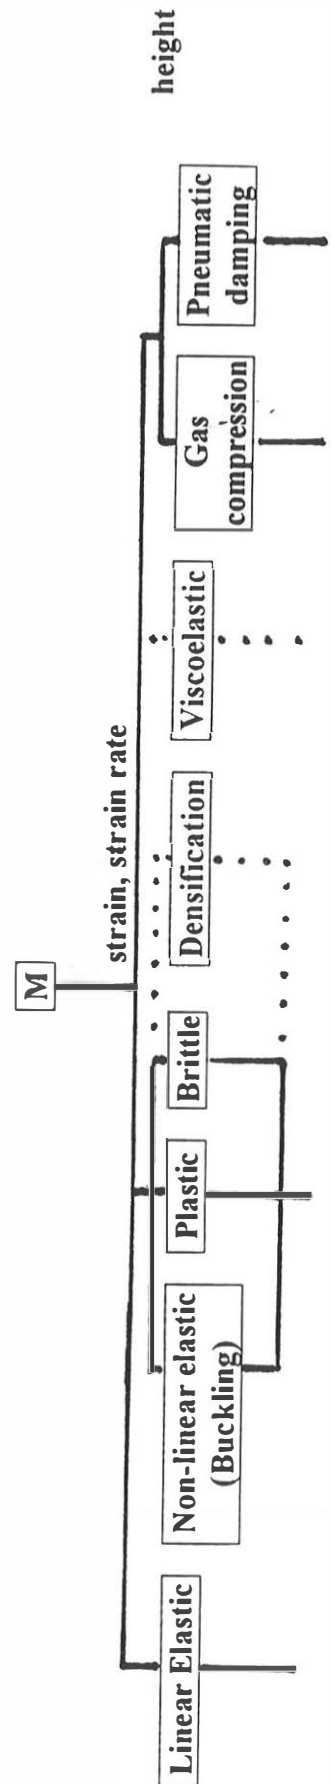 M
strain, strain rate
height
Linear Elastic
Non-linear elastic
(Buckling)
Plastic
Brittle
Densification
Viscoelastic
Gas
compression
Pneumatic
damping